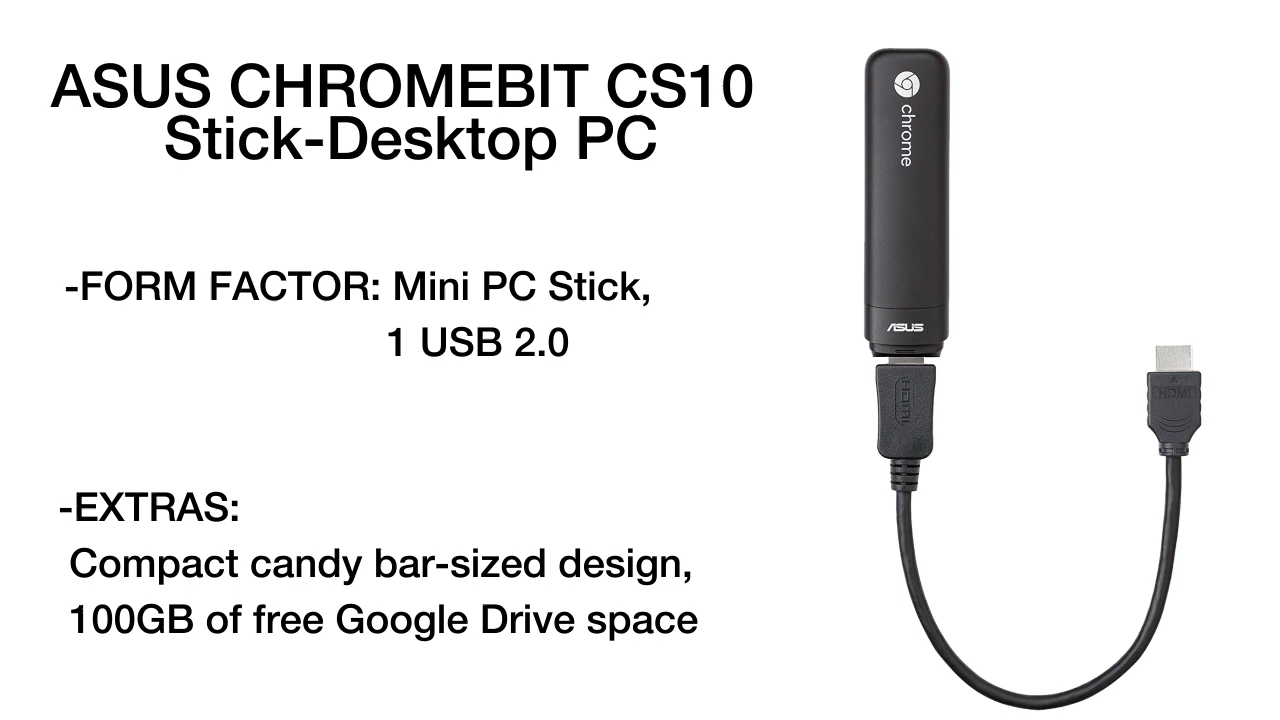 ASUS CHROMEBIT CS10
Stick-Desktop PC
-FORM FACTOR: Mini PC Stick,
1 USB 2.0
-EXTRAS:
Compact candy bar-sized design,
100GB of free Google Drive space
chrome
ASUS
HDMI
HDMI